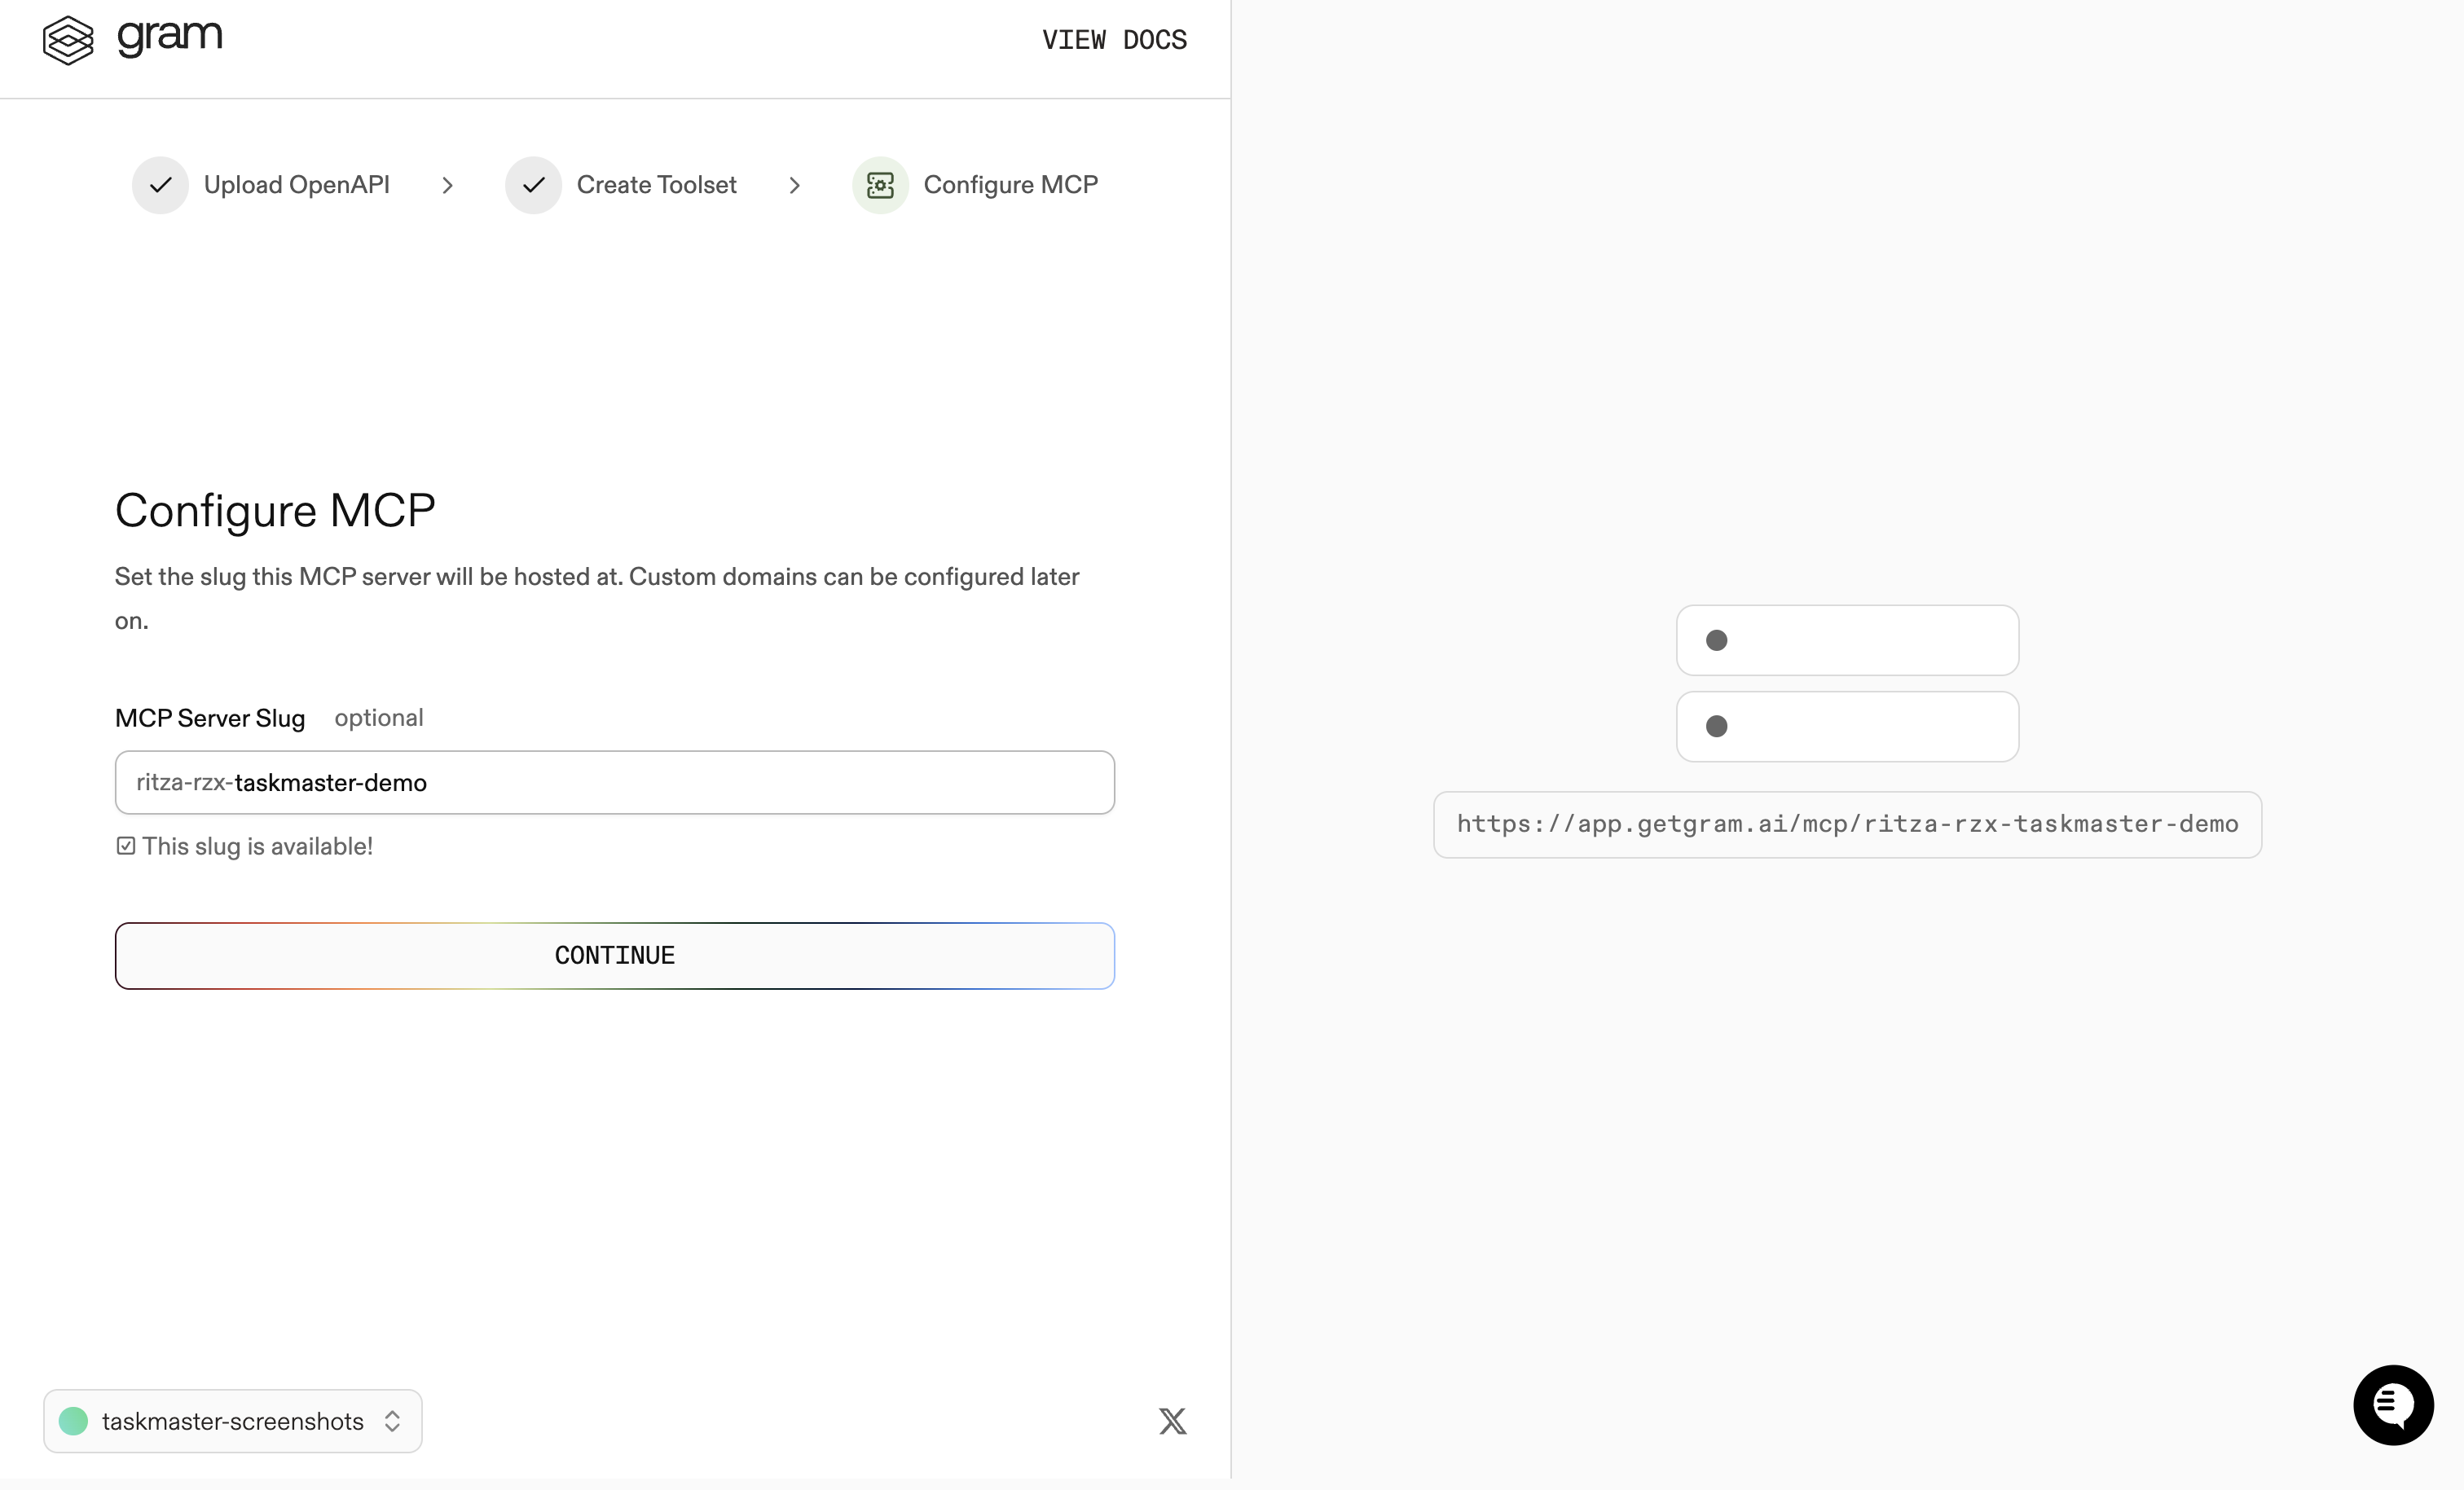 gram
VIEW DOCS
Upload OpenAPI
Create Toolset
Configure MCP
Configure MCP
Set the slug this MCP server will be hosted at. Custom domains can be configured later
on.
MCP Server Slug optional
ritza-rzx-taskmaster-demo
This slug is available!
CONTINUE
https://app.getgram.ai/mcp/ritza-rzx-taskmaster-demo
taskmaster-screenshots